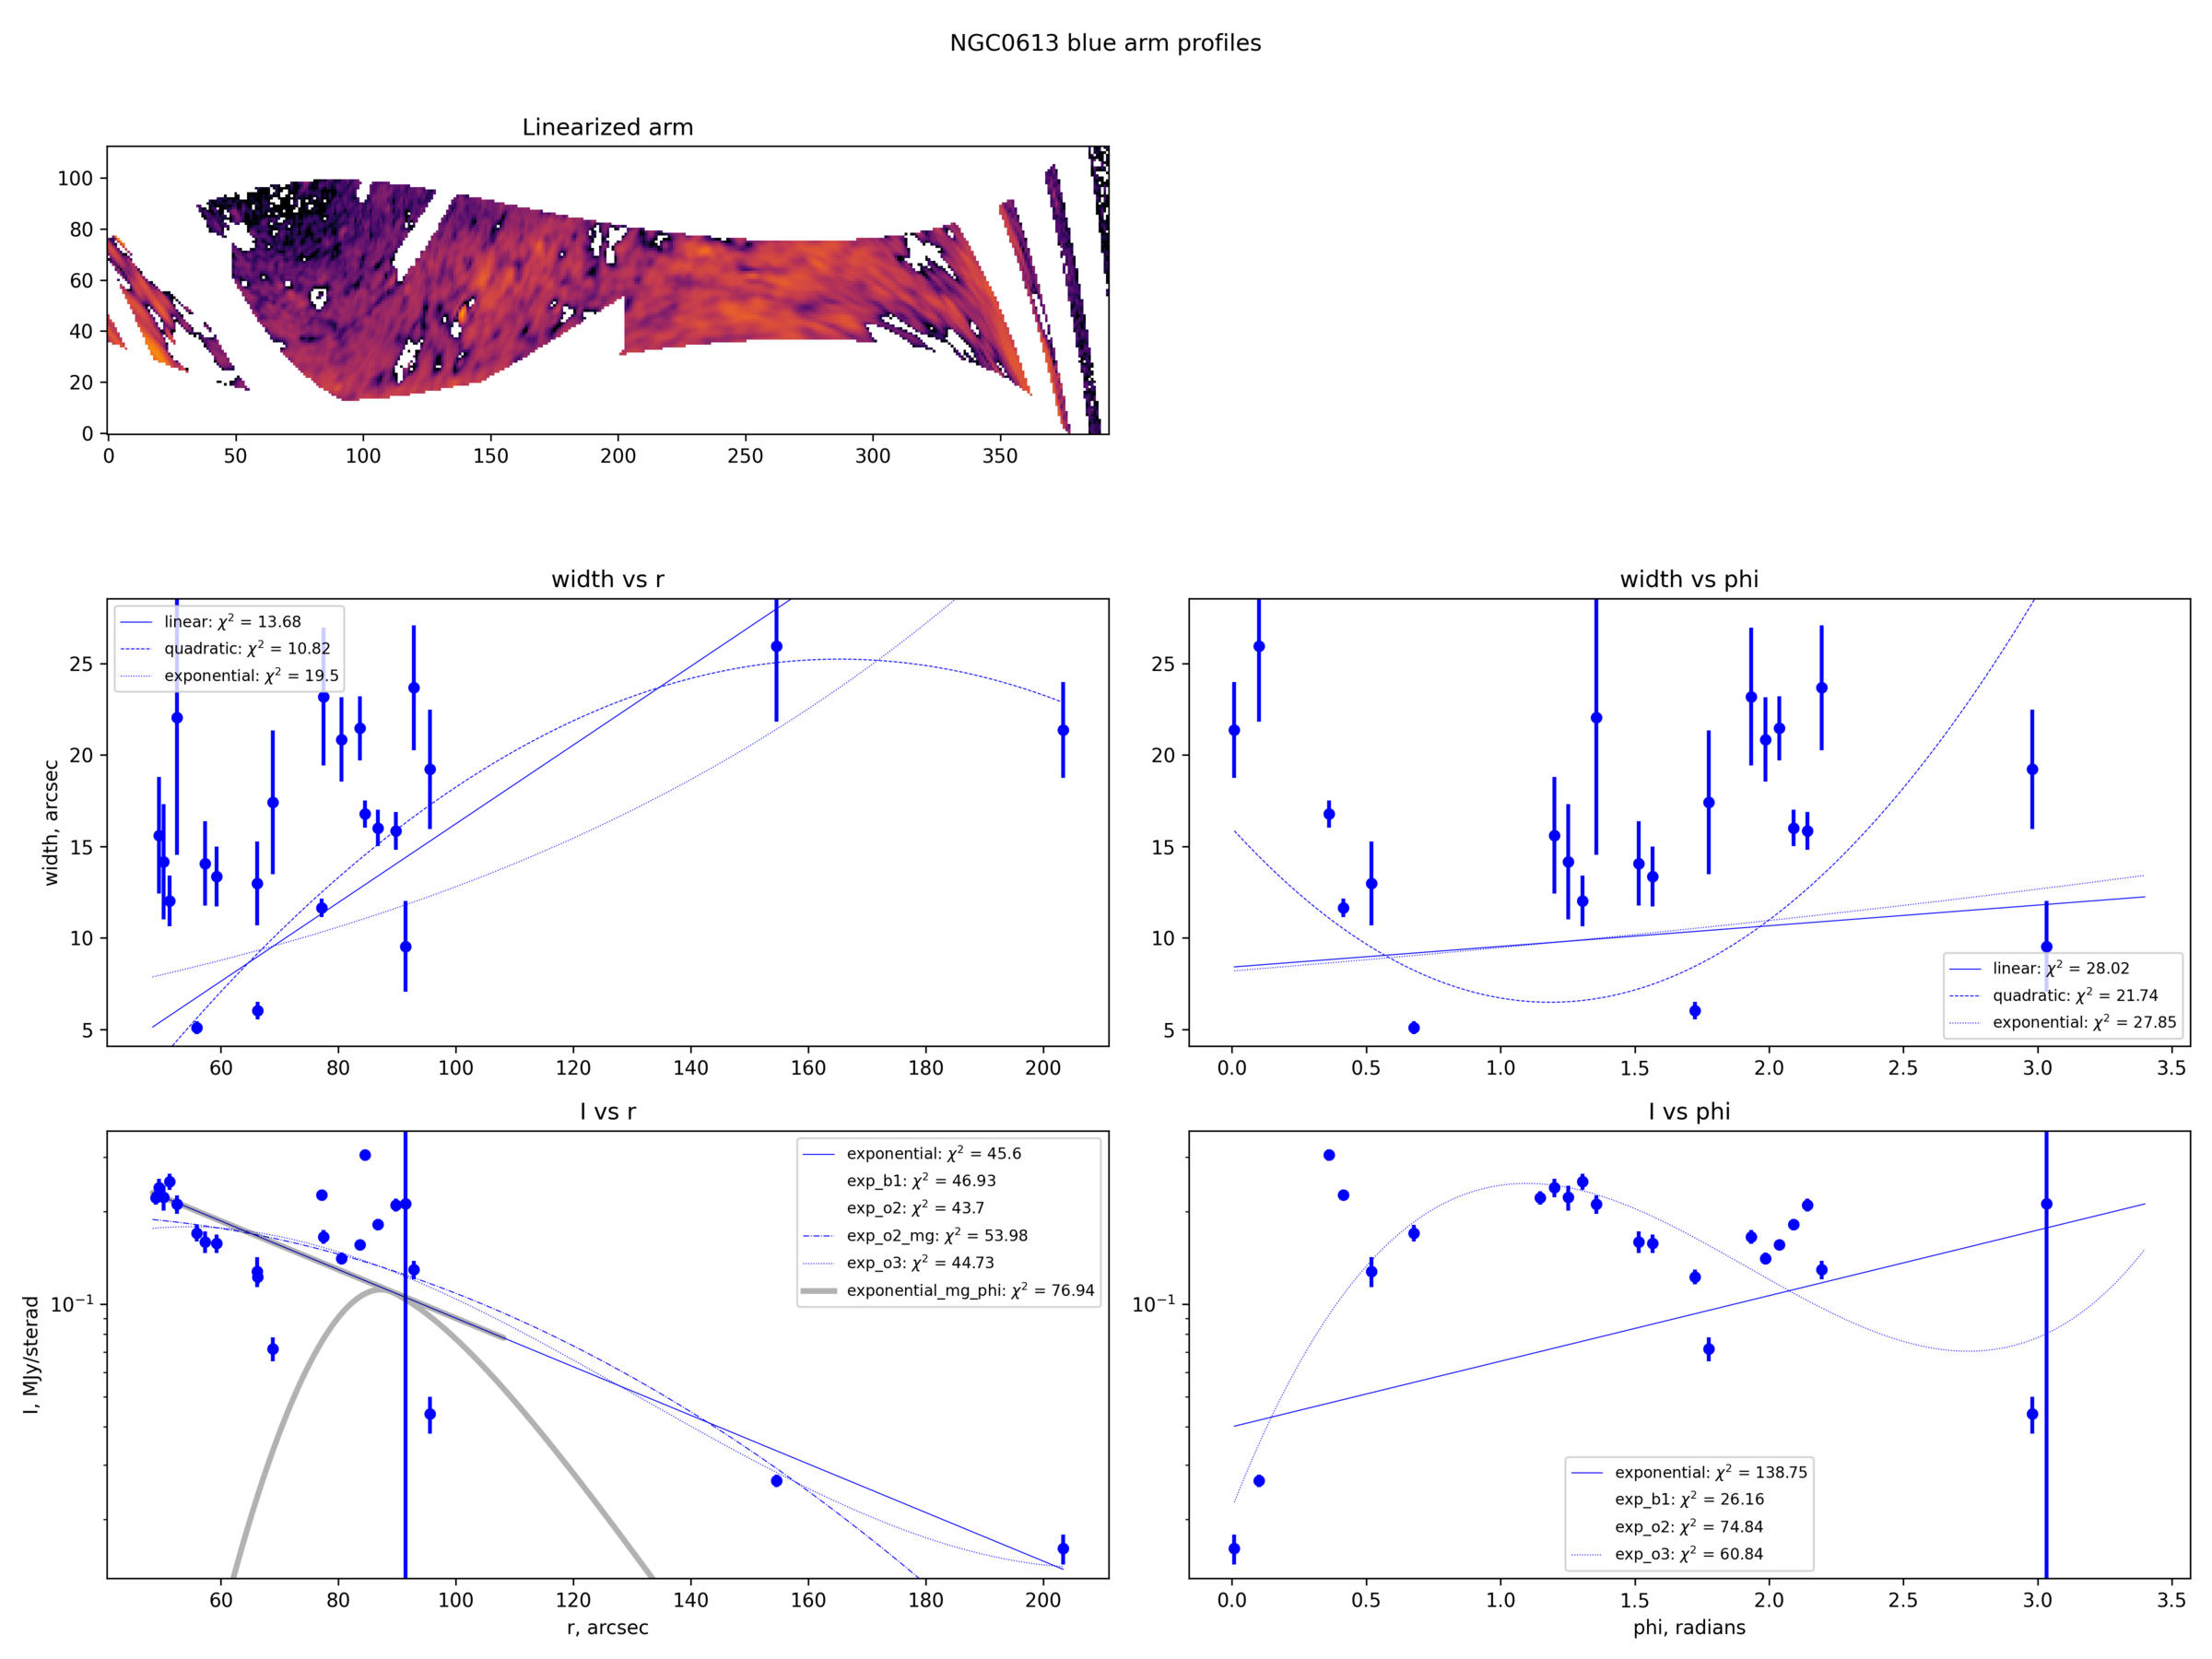 NGC0613 blue arm profiles
Linearized arm
100
80
60
40
20
0
0 50 100 150 200 250 300 350
width vs r
width, arcsec
25
20
15
10
5
linear: χ² = 13.68
quadratic: χ² = 10.82
exponential: χ² = 19.5
60 80 100 120 140 160 180 200
width vs phi
25
20
15
10
5
linear: χ² = 28.02
quadratic: χ² = 21.74
exponential: χ² = 27.85
0.0 0.5 1.0 1.5 2.0 2.5 3.0 3.5
I vs r
I, MJy/sterad
10⁻¹
exponential: χ² = 45.6
exp_b1: χ² = 46.93
exp_o2: χ² = 43.7
exp_o2_mg: χ² = 53.98
exp_o3: χ² = 44.73
exponential_mg_phi: χ² = 76.94
60 80 100 120 140 160 180 200
r, arcsec
I vs phi
10⁻¹
exponential: χ² = 138.75
exp_b1: χ² = 26.16
exp_o2: χ² = 74.84
exp_o3: χ² = 60.84
0.0 0.5 1.0 1.5 2.0 2.5 3.0 3.5
phi, radians